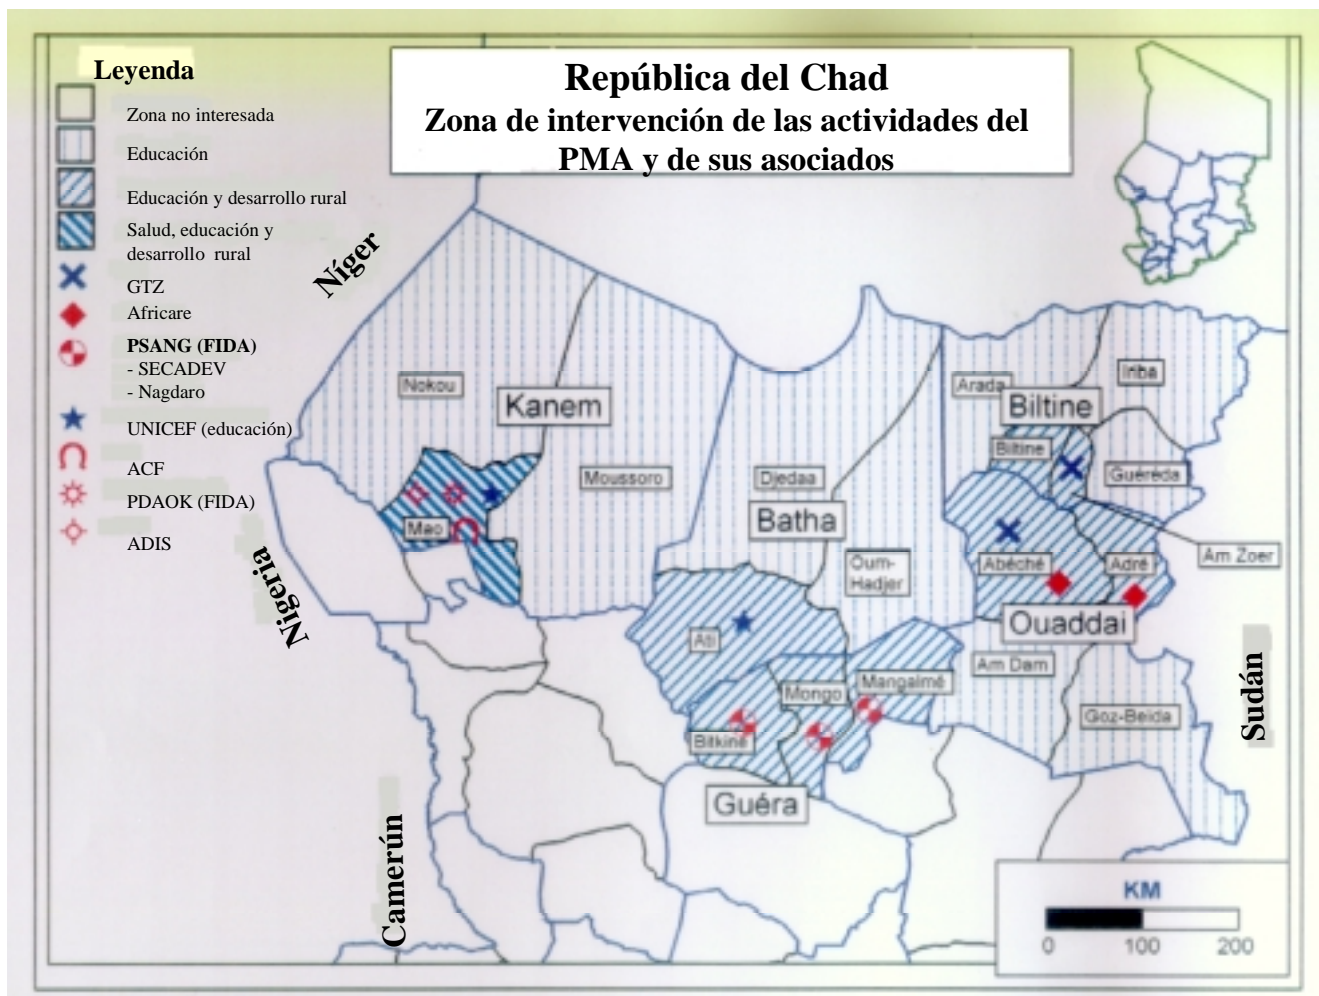 República del Chad
Zona de intervención de las actividades del
PMA y de sus asociados
Leyenda
Zona no interesada
Educación
Educación y desarrollo rural
Salud, educación y
desarrollo rural
GTZ
Africare
PSANG (FIDA)
- SECADEV
- Nagdaro
UNICEF (educación)
ACF
PDAOK (FIDA)
ADIS
Níger
Nigeria
Camerún
Sudán
Nokou
Kanem
Moussoro
Mao
Djedaa
Batha
Oum-
Hadjer
Ati
Mongo
Mangalmé
Bitkine
Guéra
Arada
Iriba
Biltine
Biltine
Guéréda
Am Zoer
Abéché
Adré
Ouaddai
Am Dam
Goz-Beida
KM
0 100 200